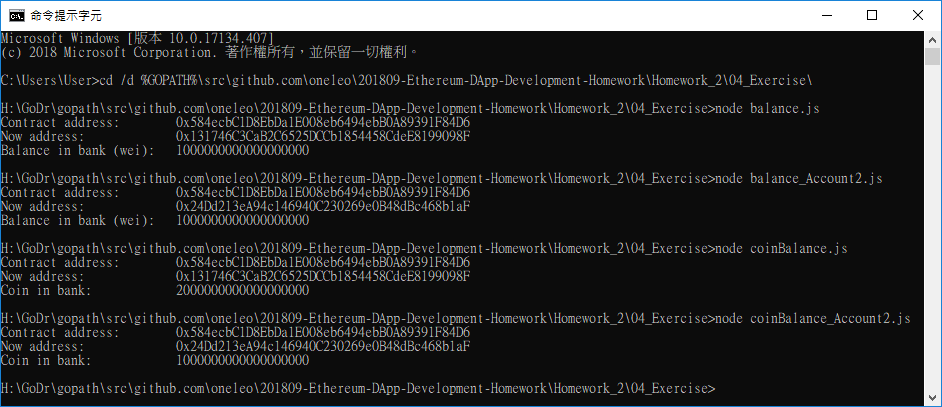 命令提示字元
Microsoft Windows [版本 10.0.17134.407]
(c) 2018 Microsoft Corporation. 著作權所有，並保留一切權利。
C:\Users\User>cd /d %GOPATH%\src\github.com\oneleo\201809-Ethereum-DApp-Development-Homework\Homework_2\04_Exercise\
H:\GoDr\gopath\src\github.com\oneleo\201809-Ethereum-DApp-Development-Homework\Homework_2\04_Exercise>node balance.js
Contract address: 0x584ecbC1D8EbDa1E008eb6494ebB0A89391F84D6
Now address: 0x131746C3CaB2C6525DCCb1854458CdeE8199098F
Balance in bank (wei): 1000000000000000000
H:\GoDr\gopath\src\github.com\oneleo\201809-Ethereum-DApp-Development-Homework\Homework_2\04_Exercise>node balance_Account2.js
Contract address: 0x584ecbC1D8EbDa1E008eb6494ebB0A89391F84D6
Now address: 0x24Dd213eA94c146940C230269e0B48dBc468b1aF
Balance in bank (wei): 1000000000000000000
H:\GoDr\gopath\src\github.com\oneleo\201809-Ethereum-DApp-Development-Homework\Homework_2\04_Exercise>node coinBalance.js
Contract address: 0x584ecbC1D8EbDa1E008eb6494ebB0A89391F84D6
Now address: 0x131746C3CaB2C6525DCCb1854458CdeE8199098F
Coin in bank: 2000000000000000000
H:\GoDr\gopath\src\github.com\oneleo\201809-Ethereum-DApp-Development-Homework\Homework_2\04_Exercise>node coinBalance_Account2.js
Contract address: 0x584ecbC1D8EbDa1E008eb6494ebB0A89391F84D6
Now address: 0x24Dd213eA94c146940C230269e0B48dBc468b1aF
Coin in bank: 1000000000000000000
H:\GoDr\gopath\src\github.com\oneleo\201809-Ethereum-DApp-Development-Homework\Homework_2\04_Exercise>